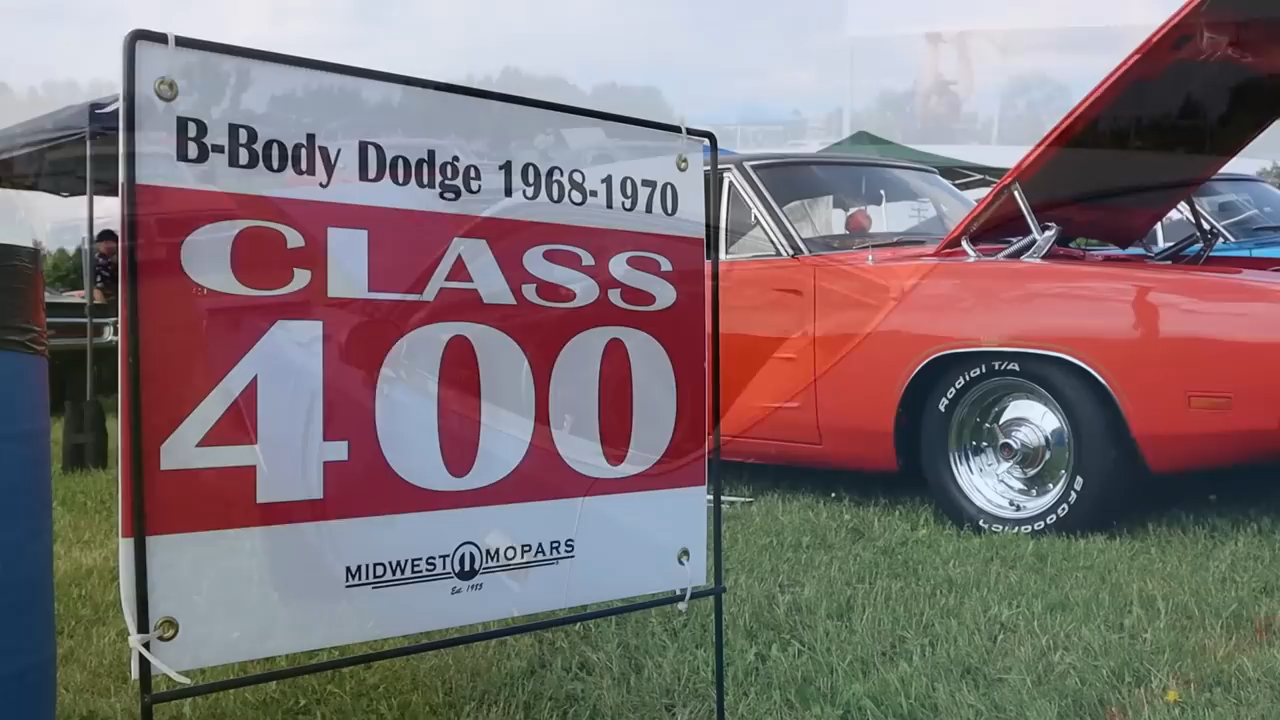 B-Body Dodge 1968-1970
CLASS
400
MIDWEST MOPARS
Est. 1985
Radial T/A
BFGoodrich